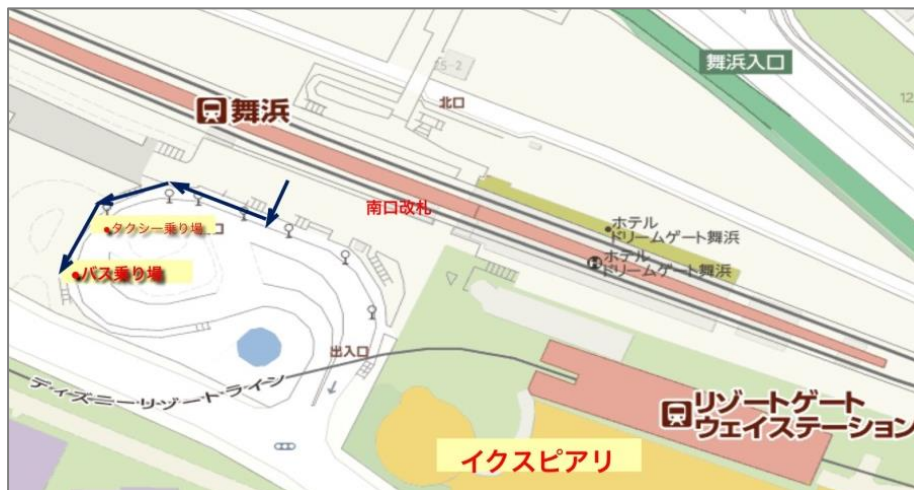 舞浜入口
25-2
12
舞浜
北口
南口改札
ホテル
ドリームゲート舞浜
ホテル
ドリームゲート舞浜
タクシー乗り場
口
バス乗り場
出入口
ディズニーリゾートライン
リゾートゲート
ウェイステーション
イクスピアリ